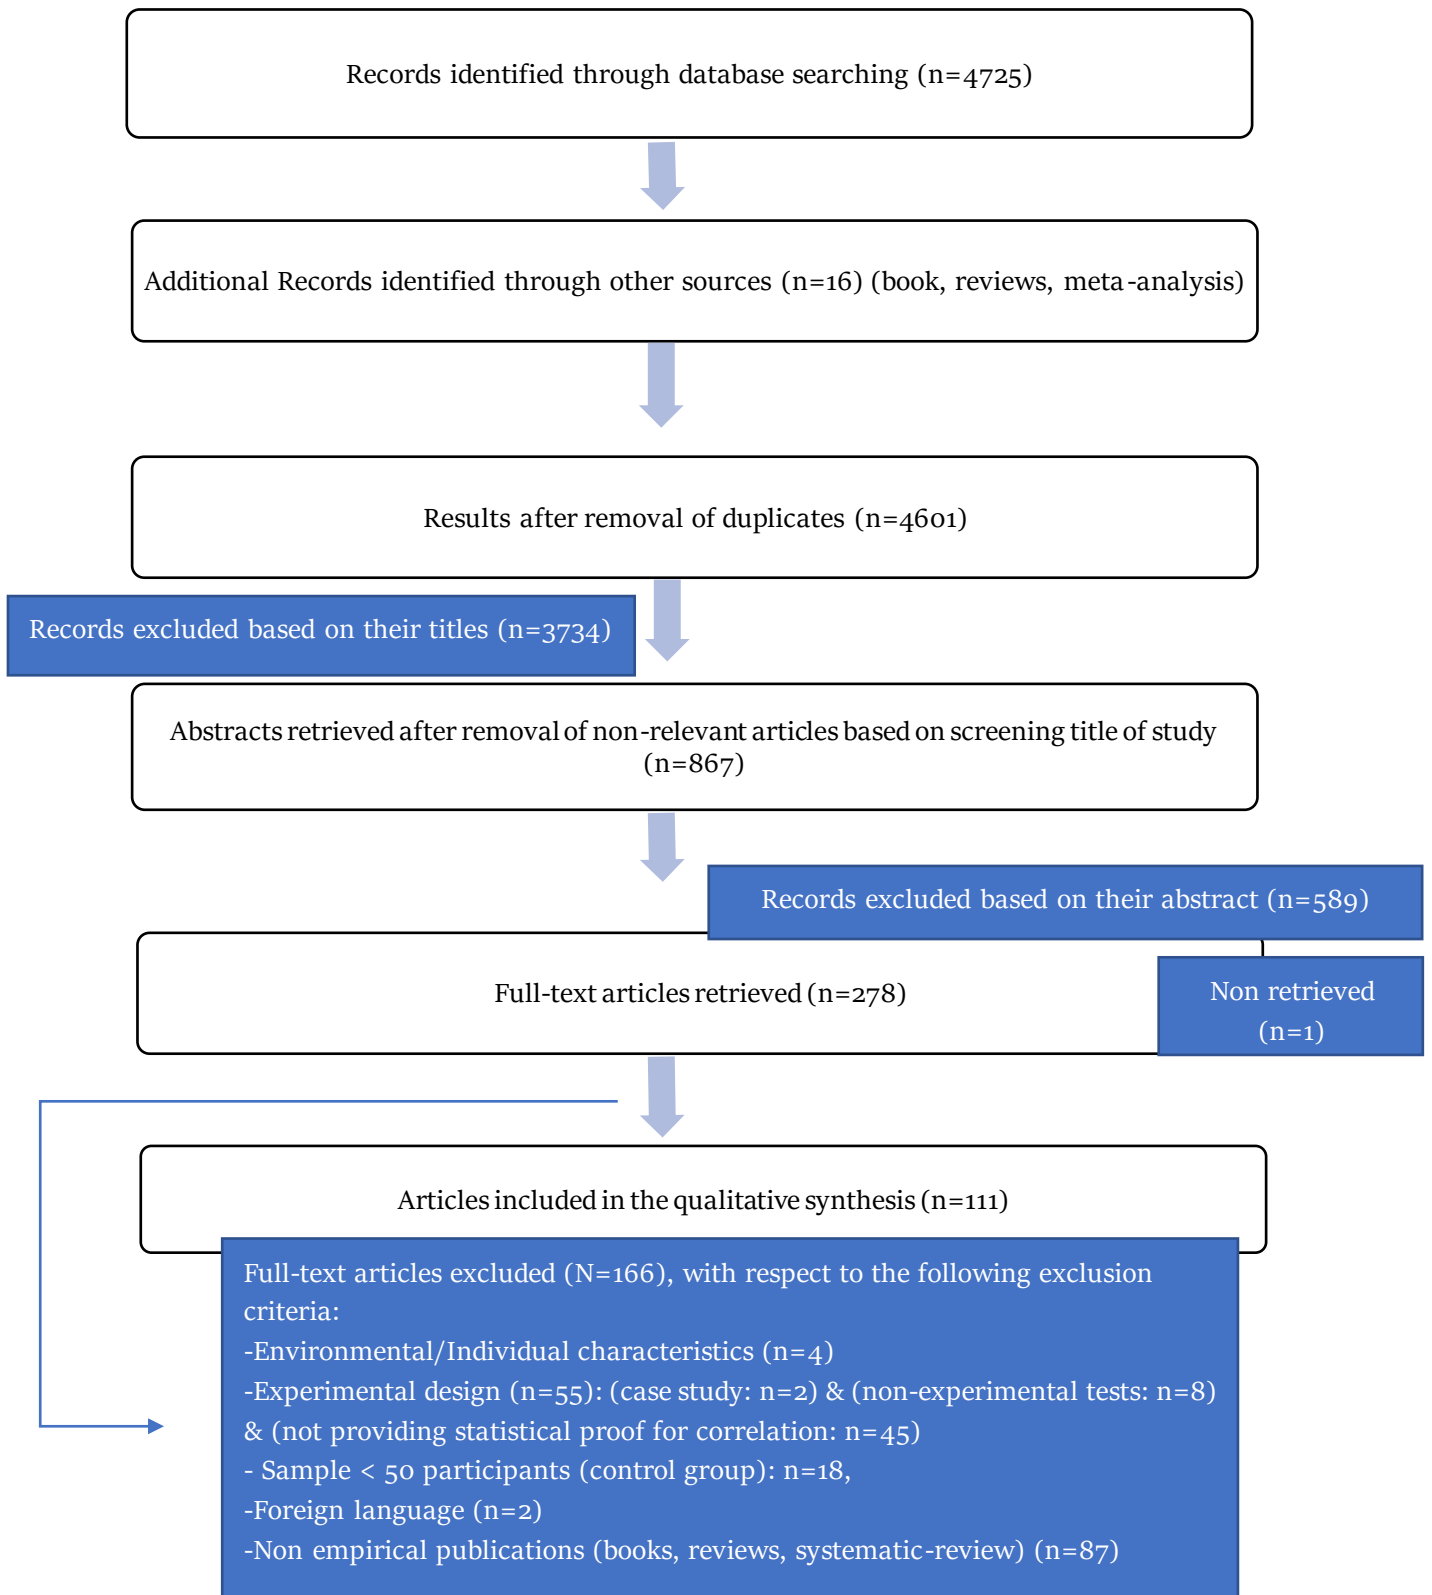 Records identified through database searching (n=4725)
Additional Records identified through other sources (n=16) (book, reviews, meta-analysis)
Results after removal of duplicates (n=4601)
Records excluded based on their titles (n=3734)
Abstracts retrieved after removal of non-relevant articles based on screening title of study
(n=867)
Records excluded based on their abstract (n=589)
Full-text articles retrieved (n=278)
Non retrieved
(n=1)
Articles included in the qualitative synthesis (n=111)
Full-text articles excluded (N=166), with respect to the following exclusion
criteria:
-Environmental/Individual characteristics (n=4)
-Experimental design (n=55): (case study: n=2) & (non-experimental tests: n=8)
& (not providing statistical proof for correlation: n=45)
- Sample < 50 participants (control group): n=18,
-Foreign language (n=2)
-Non empirical publications (books, reviews, systematic-review) (n=87)